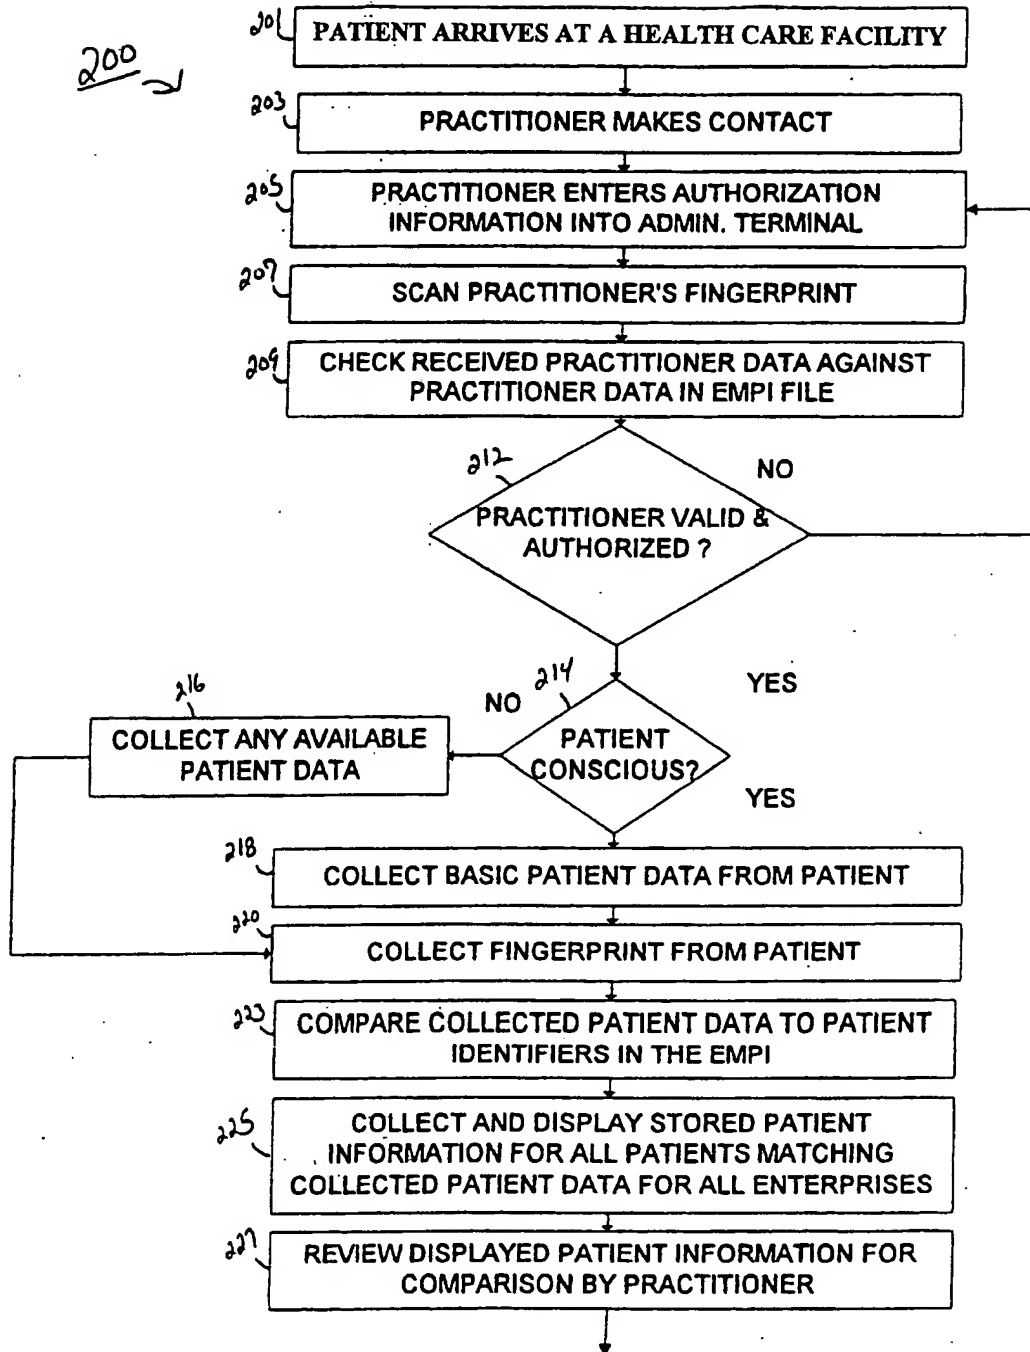 200
201
PATIENT ARRIVES AT A HEALTH CARE FACILITY
203
PRACTITIONER MAKES CONTACT
205
PRACTITIONER ENTERS AUTHORIZATION
INFORMATION INTO ADMIN. TERMINAL
207
SCAN PRACTITIONER'S FINGERPRINT
209
CHECK RECEIVED PRACTITIONER DATA AGAINST
PRACTITIONER DATA IN EMPI FILE
212
NO
PRACTITIONER VALID &
AUTHORIZED ?
YES
214
NO
PATIENT
CONSCIOUS?
YES
216
COLLECT ANY AVAILABLE
PATIENT DATA
218
COLLECT BASIC PATIENT DATA FROM PATIENT
220
COLLECT FINGERPRINT FROM PATIENT
223
COMPARE COLLECTED PATIENT DATA TO PATIENT
IDENTIFIERS IN THE EMPI
225
COLLECT AND DISPLAY STORED PATIENT
INFORMATION FOR ALL PATIENTS MATCHING
COLLECTED PATIENT DATA FOR ALL ENTERPRISES
227
REVIEW DISPLAYED PATIENT INFORMATION FOR
COMPARISON BY PRACTITIONER